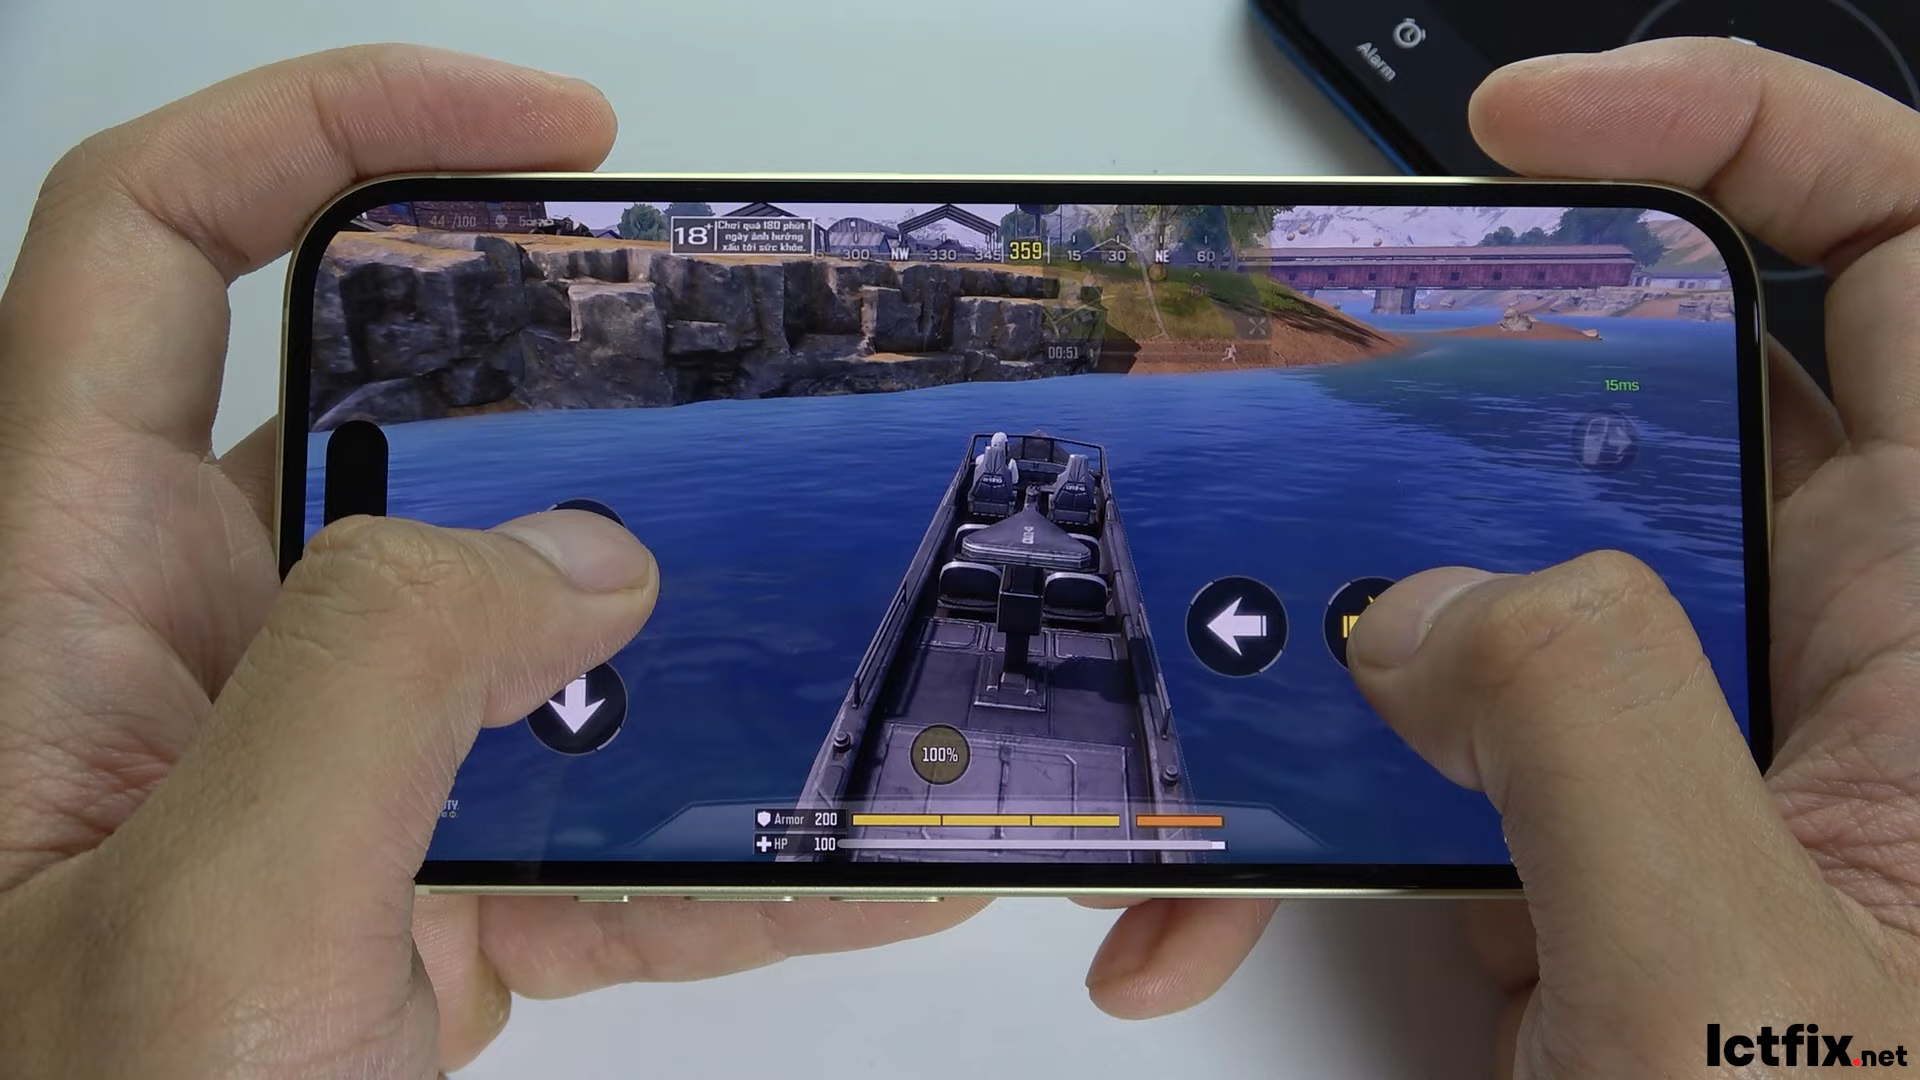 Alarm
44 /100
18+
Chơi quá 180 phút 1
ngày ảnh hưởng
xấu tới sức khỏe.
300 NW 330 345 359 15 30 NE 60
00:51
15ms
100%
Armor 200
HP 100
Ictfix.net